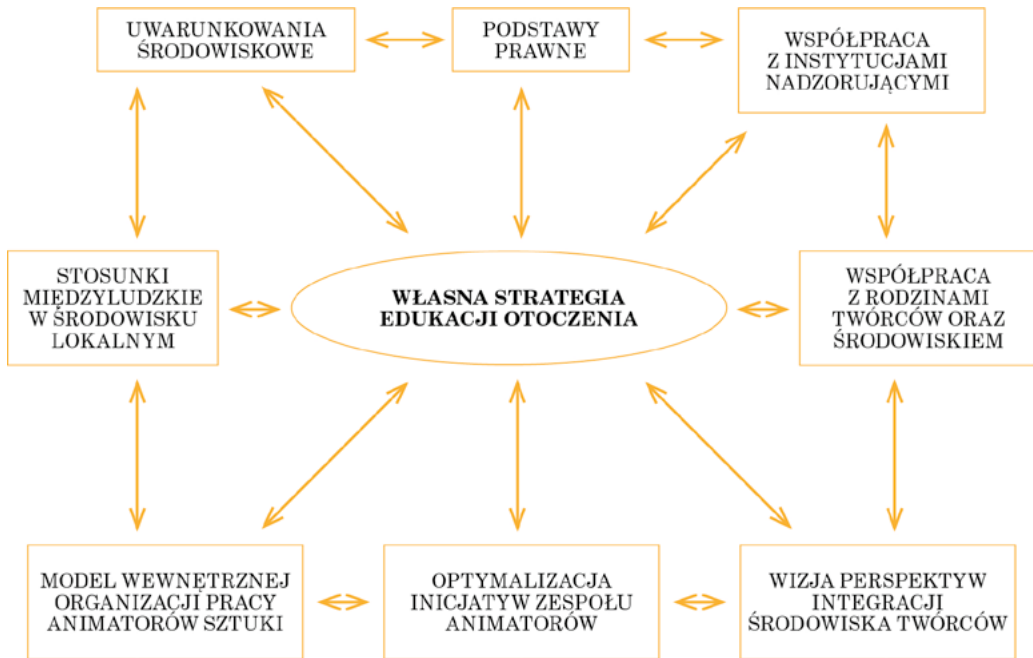 UWARUNKOWANIA
ŚRODOWISKOWE
PODSTAWY
PRAWNE
WSPÓŁPRACA
Z INSTYTUCJAMI
NADZORUJĄCYMI
STOSUNKI
MIĘDZYLUDZKIE
W ŚRODOWISKU
LOKALNYM
WŁASNA STRATEGIA
EDUKACJI OTOCZENIA
WSPÓŁPRACA
Z RODZINAMI
TWÓRCÓW ORAZ
ŚRODOWISKIEM
MODEL WEWNĘTRZNEJ
ORGANIZACJI PRACY
ANIMATORÓW SZTUKI
OPTYMALIZACJA
INICJATYW ZESPOŁU
ANIMATORÓW
WIZJA PERSPEKTYW
INTEGRACJI
ŚRODOWISKA TWÓRCÓW